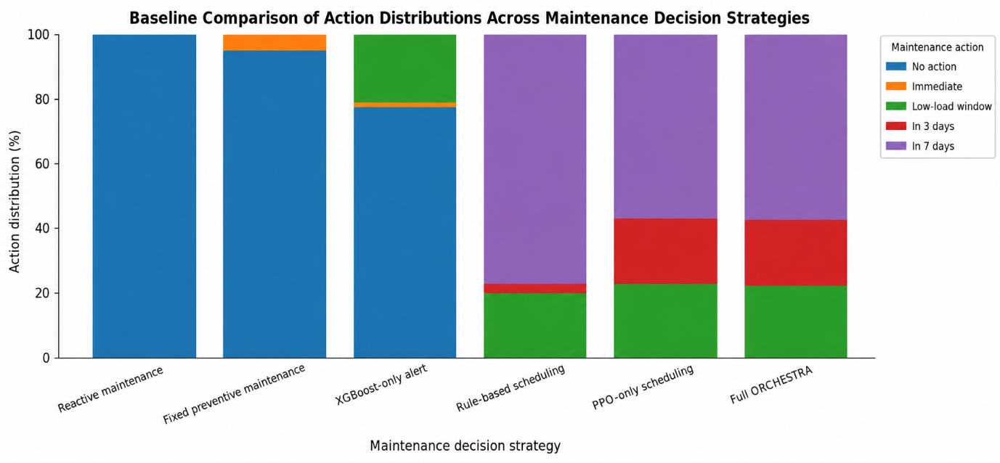 Baseline Comparison of Action Distributions Across Maintenance Decision Strategies
100
80
60
40
20
0
Action distribution (%)
Reactive maintenance
Fixed preventive maintenance
XGBoost-only alert
Rule-based scheduling
PPO-only scheduling
Full ORCHESTRA
Maintenance decision strategy
Maintenance action
No action
Immediate
Low-load window
In 3 days
In 7 days